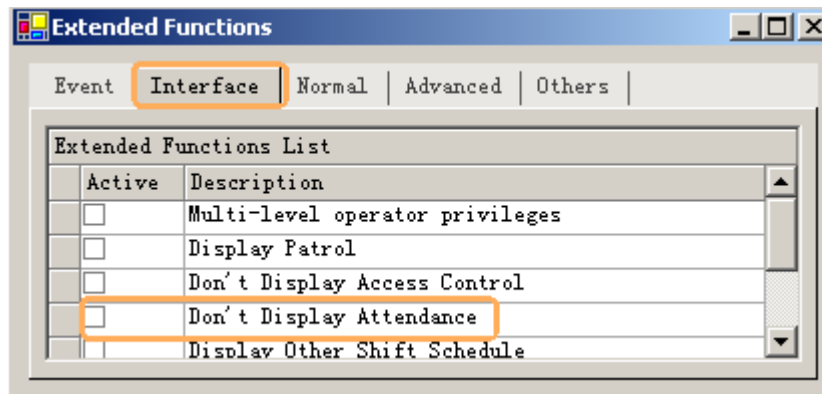 Extended Functions
Event Interface Normal Advanced Others
Extended Functions List
Active Description
Multi-level operator privileges
Display Patrol
Don't Display Access Control
Don't Display Attendance
Display Other Shift Schedule